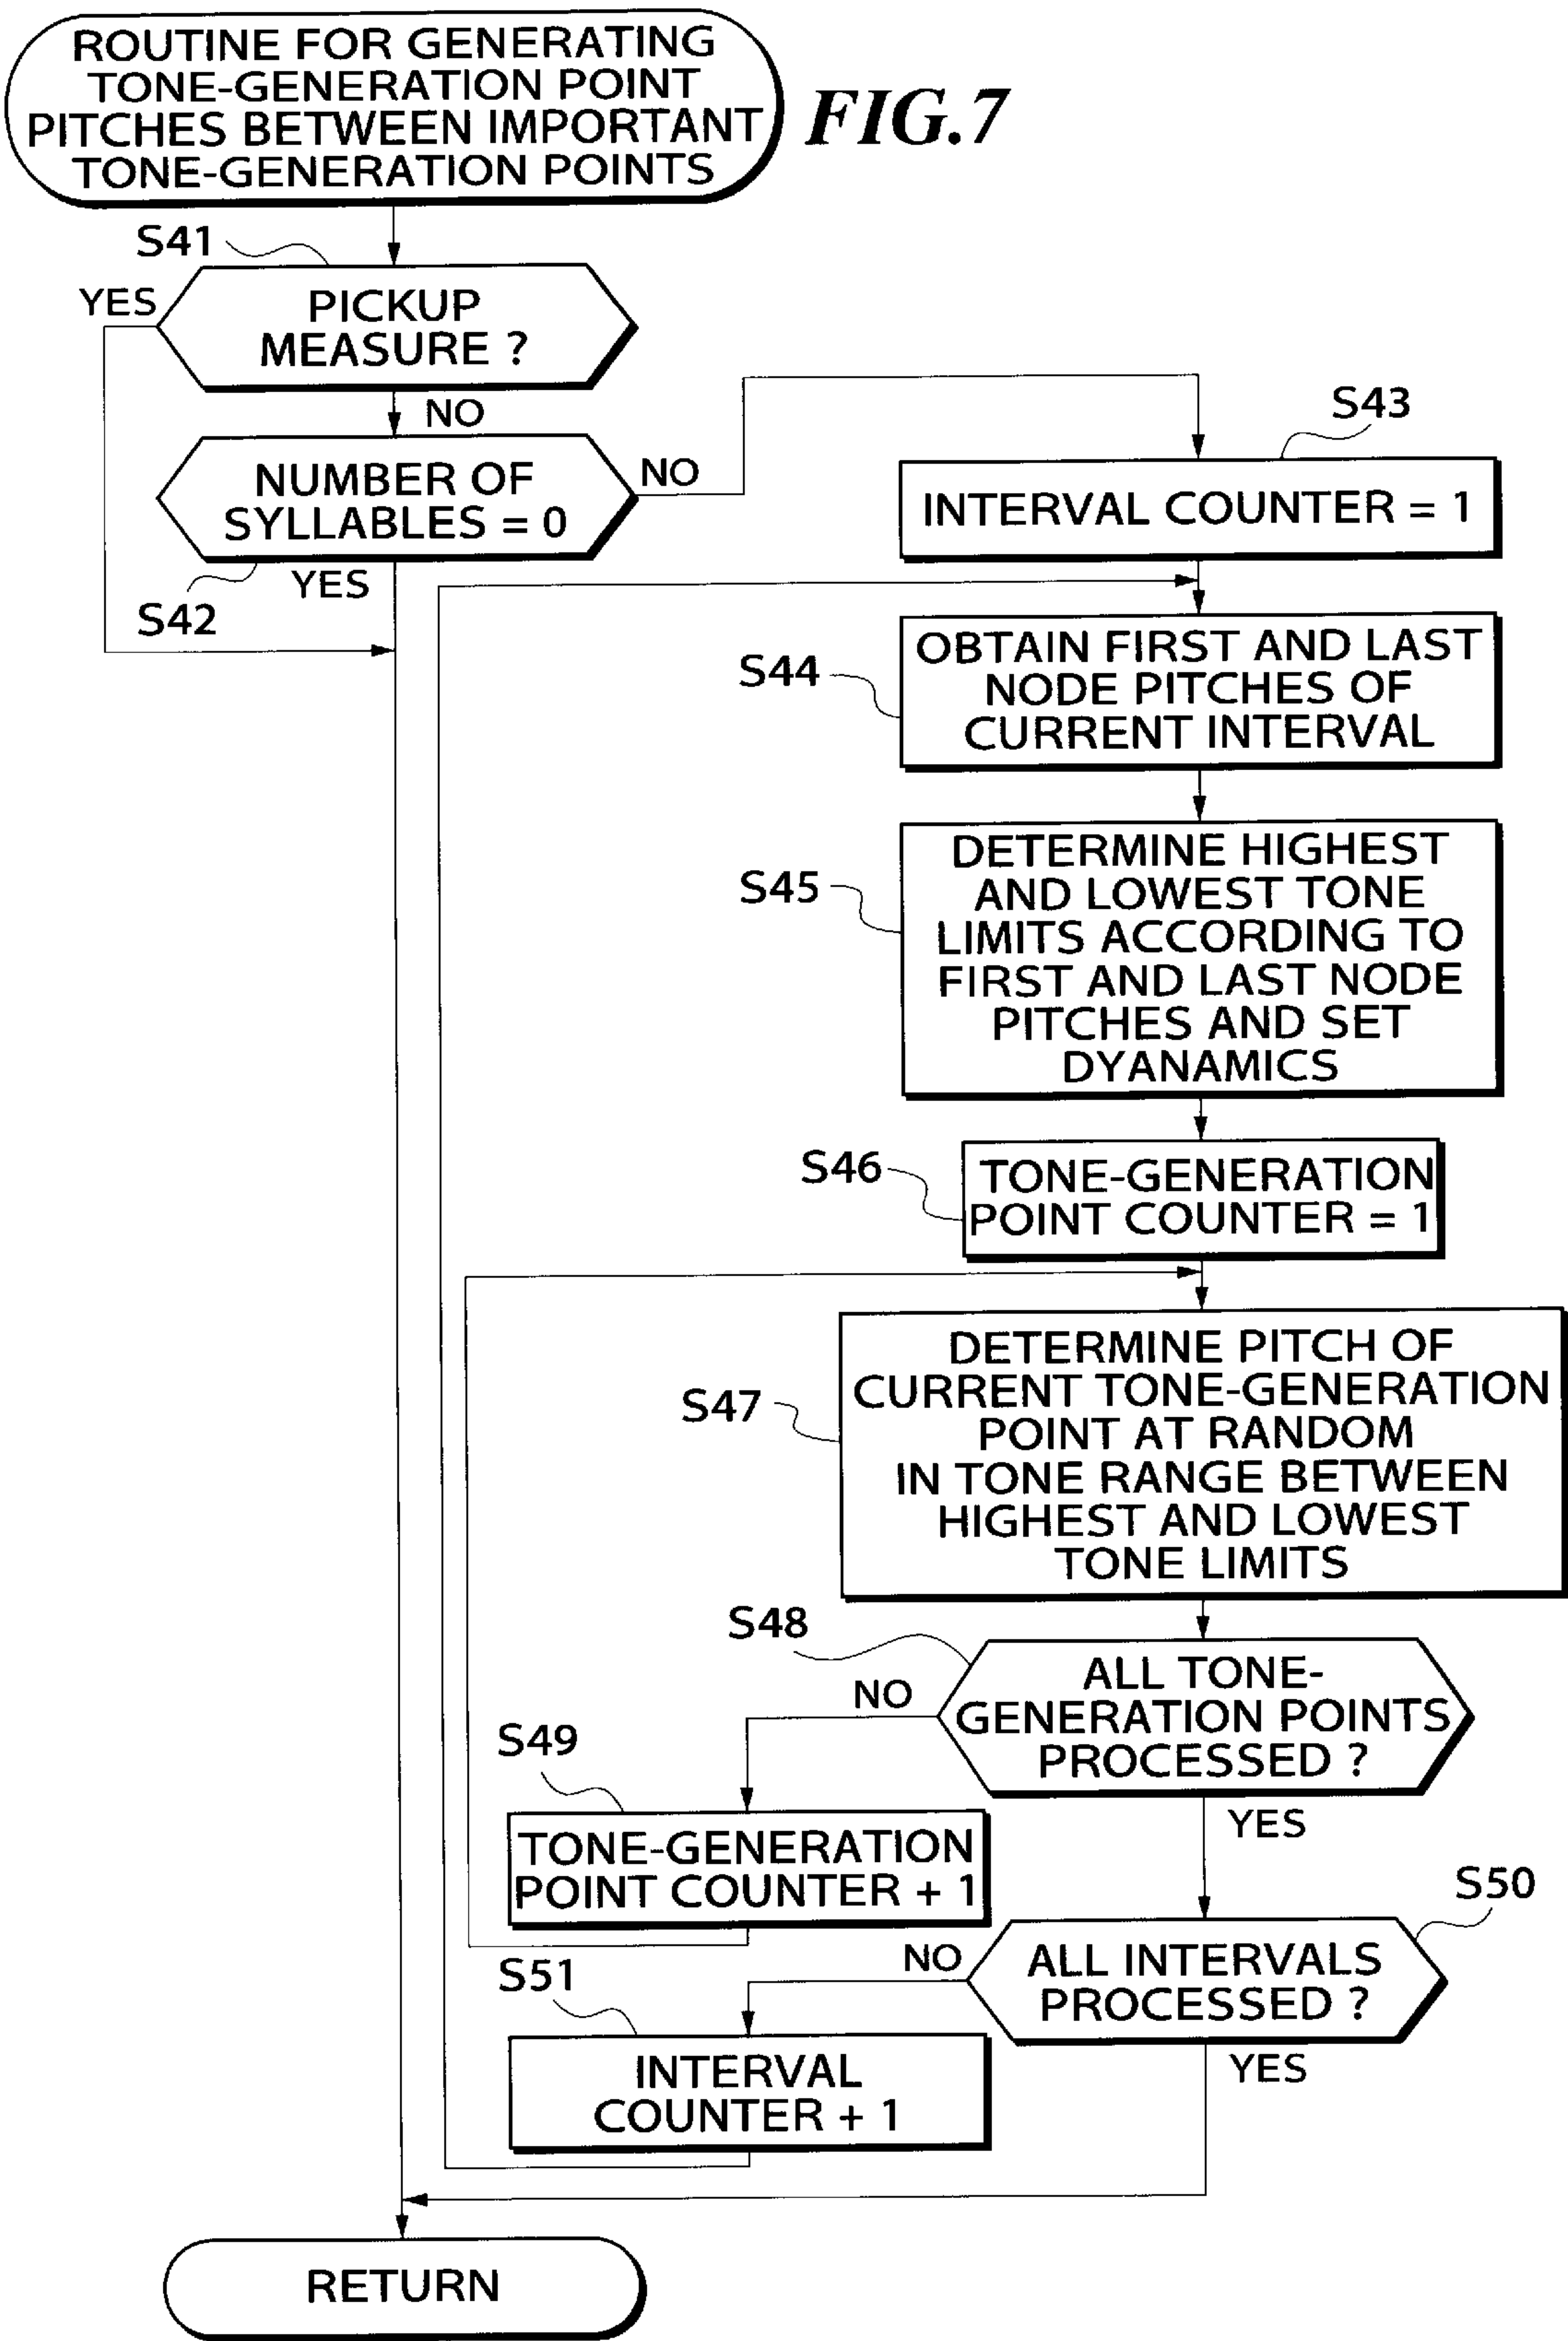 ROUTINE FOR GENERATING
TONE-GENERATION POINT
PITCHES BETWEEN IMPORTANT
TONE-GENERATION POINTS
FIG.7
S41
YES
PICKUP
MEASURE ?
NO
NUMBER OF
SYLLABLES = 0
NO
YES
S42
S43
INTERVAL COUNTER = 1
S44
OBTAIN FIRST AND LAST
NODE PITCHES OF
CURRENT INTERVAL
S45
DETERMINE HIGHEST
AND LOWEST TONE
LIMITS ACCORDING TO
FIRST AND LAST NODE
PITCHES AND SET
DYANAMICS
S46
TONE-GENERATION
POINT COUNTER = 1
S47
DETERMINE PITCH OF
CURRENT TONE-GENERATION
POINT AT RANDOM
IN TONE RANGE BETWEEN
HIGHEST AND LOWEST
TONE LIMITS
S48
NO
ALL TONE-
GENERATION POINTS
PROCESSED ?
YES
S49
TONE-GENERATION
POINT COUNTER + 1
S50
NO
ALL INTERVALS
PROCESSED ?
YES
S51
INTERVAL
COUNTER + 1
RETURN